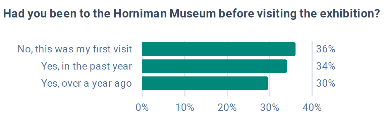 Had you been to the Horniman Museum before visiting the exhibition?
No, this was my first visit 36%
Yes, in the past year 34%
Yes, over a year ago 30%
0% 10% 20% 30% 40%